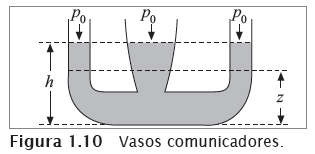 p₀ p₀ p₀
h
z
Figura 1.10 Vasos comunicadores.